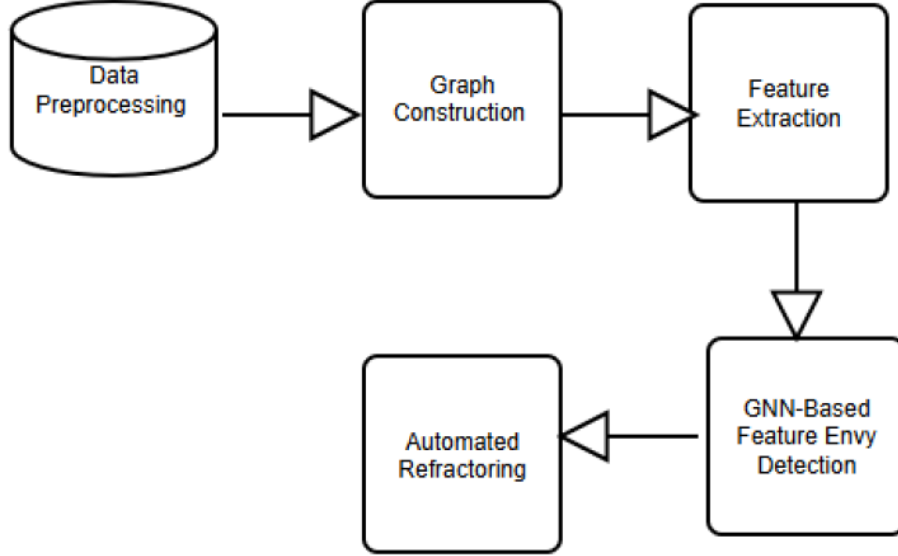 Data
Preprocessing
Graph
Construction
Feature
Extraction
GNN-Based
Feature Envy
Detection
Automated
Refractoring